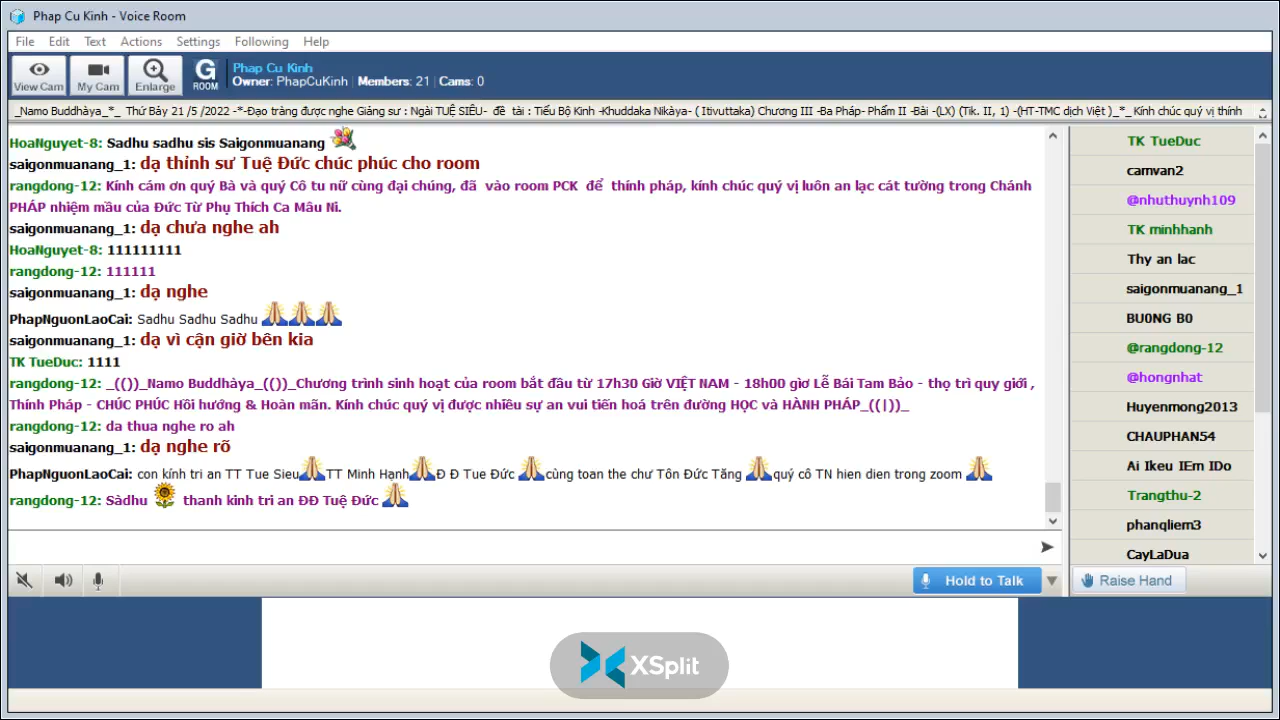 Phap Cu Kinh - Voice Room
File Edit Text Actions Settings Following Help
View Cam My Cam Enlarge G ROOM
Phap Cu Kinh
Owner: PhapCuKinh | Members: 21 | Cams: 0
_Namo Buddhàya_*_ Thứ Bảy 21 /5 /2022 -*-Đạo tràng được nghe Giảng sư : Ngài TUỆ SIÊU- đề tài : Tiểu Bộ Kinh -Khuddaka Nikàya- ( Itivuttaka) Chương III -Ba Pháp- Phẩm II -Bài -(LX) (Tik. II, 1) -(HT-TMC dịch Việt )_*_ Kính chúc quý vị thính
HoaNguyet-8: Sadhu sadhu sis Saigonmuanang
saigonmuanang_1: dạ thỉnh sư Tuệ Đức chúc phúc cho room
rangdong-12: Kính cám ơn quý Bà và quý Cô tu nữ cùng đại chúng, đã vào room PCK để thính pháp, kính chúc quý vị luôn an lạc cát tường trong Chánh
PHÁP nhiệm mầu của Đức Từ Phụ Thích Ca Mâu Ni.
saigonmuanang_1: dạ chưa nghe ah
HoaNguyet-8: 111111111
rangdong-12: 111111
saigonmuanang_1: dạ nghe
PhapNguonLaoCai: Sadhu Sadhu Sadhu
saigonmuanang_1: dạ vì cận giờ bên kia
TK TueDuc: 1111
rangdong-12: _(())_Namo Buddhàya_(())_Chương trình sinh hoạt của room bắt đầu từ 17h30 Giờ VIỆT NAM - 18h00 giơ Lễ Bái Tam Bảo - thọ trì quy giới ,
Thính Pháp - CHÚC PHÚC Hồi hướng & Hoàn mãn. Kính chúc quý vị được nhiều sự an vui tiến hoá trên đường HỌC và HÀNH PHÁP_((|))_
rangdong-12: da thua nghe ro ah
saigonmuanang_1: dạ nghe rõ
PhapNguonLaoCai: con kính tri an TT Tue Sieu TT Minh Hạnh Đ Đ Tue Đức cùng toan the chư Tôn Đức Tăng quý cô TN hien dien trong zoom
rangdong-12: Sàdhu thanh kinh tri an ĐĐ Tuệ Đức
TK TueDuc
camvan2
@nhuthuynh109
TK minhhanh
Thy an lac
saigonmuanang_1
BU0NG B0
@rangdong-12
@hongnhat
Huyenmong2013
CHAUPHAN54
Ai Ikeu IEm IDo
Trangthu-2
phanqliem3
CayLaDua
Hold to Talk
Raise Hand
XSplit